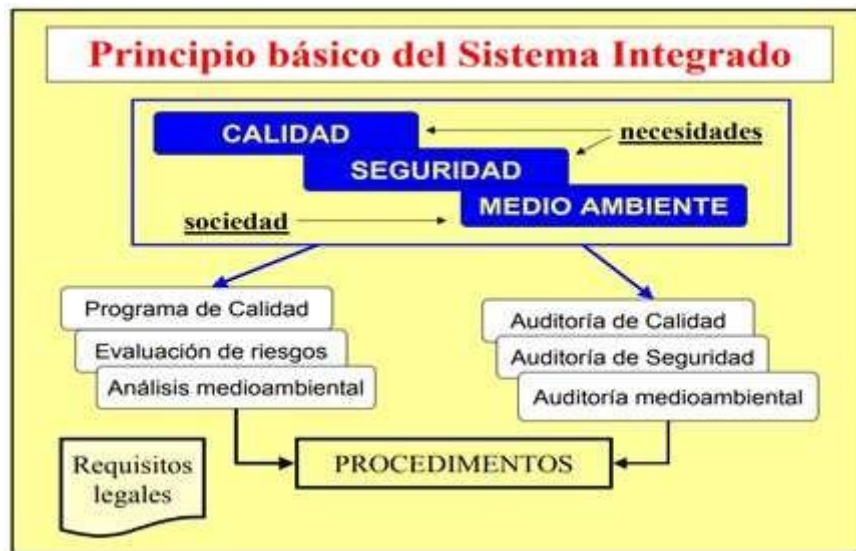 Principio básico del Sistema Integrado
CALIDAD
necesidades
SEGURIDAD
MEDIO AMBIENTE
sociedad
Programa de Calidad
Evaluación de riesgos
Análisis medioambiental
Auditoría de Calidad
Auditoría de Seguridad
Auditoría medioambiental
Requisitos
legales
PROCEDIMIENTOS